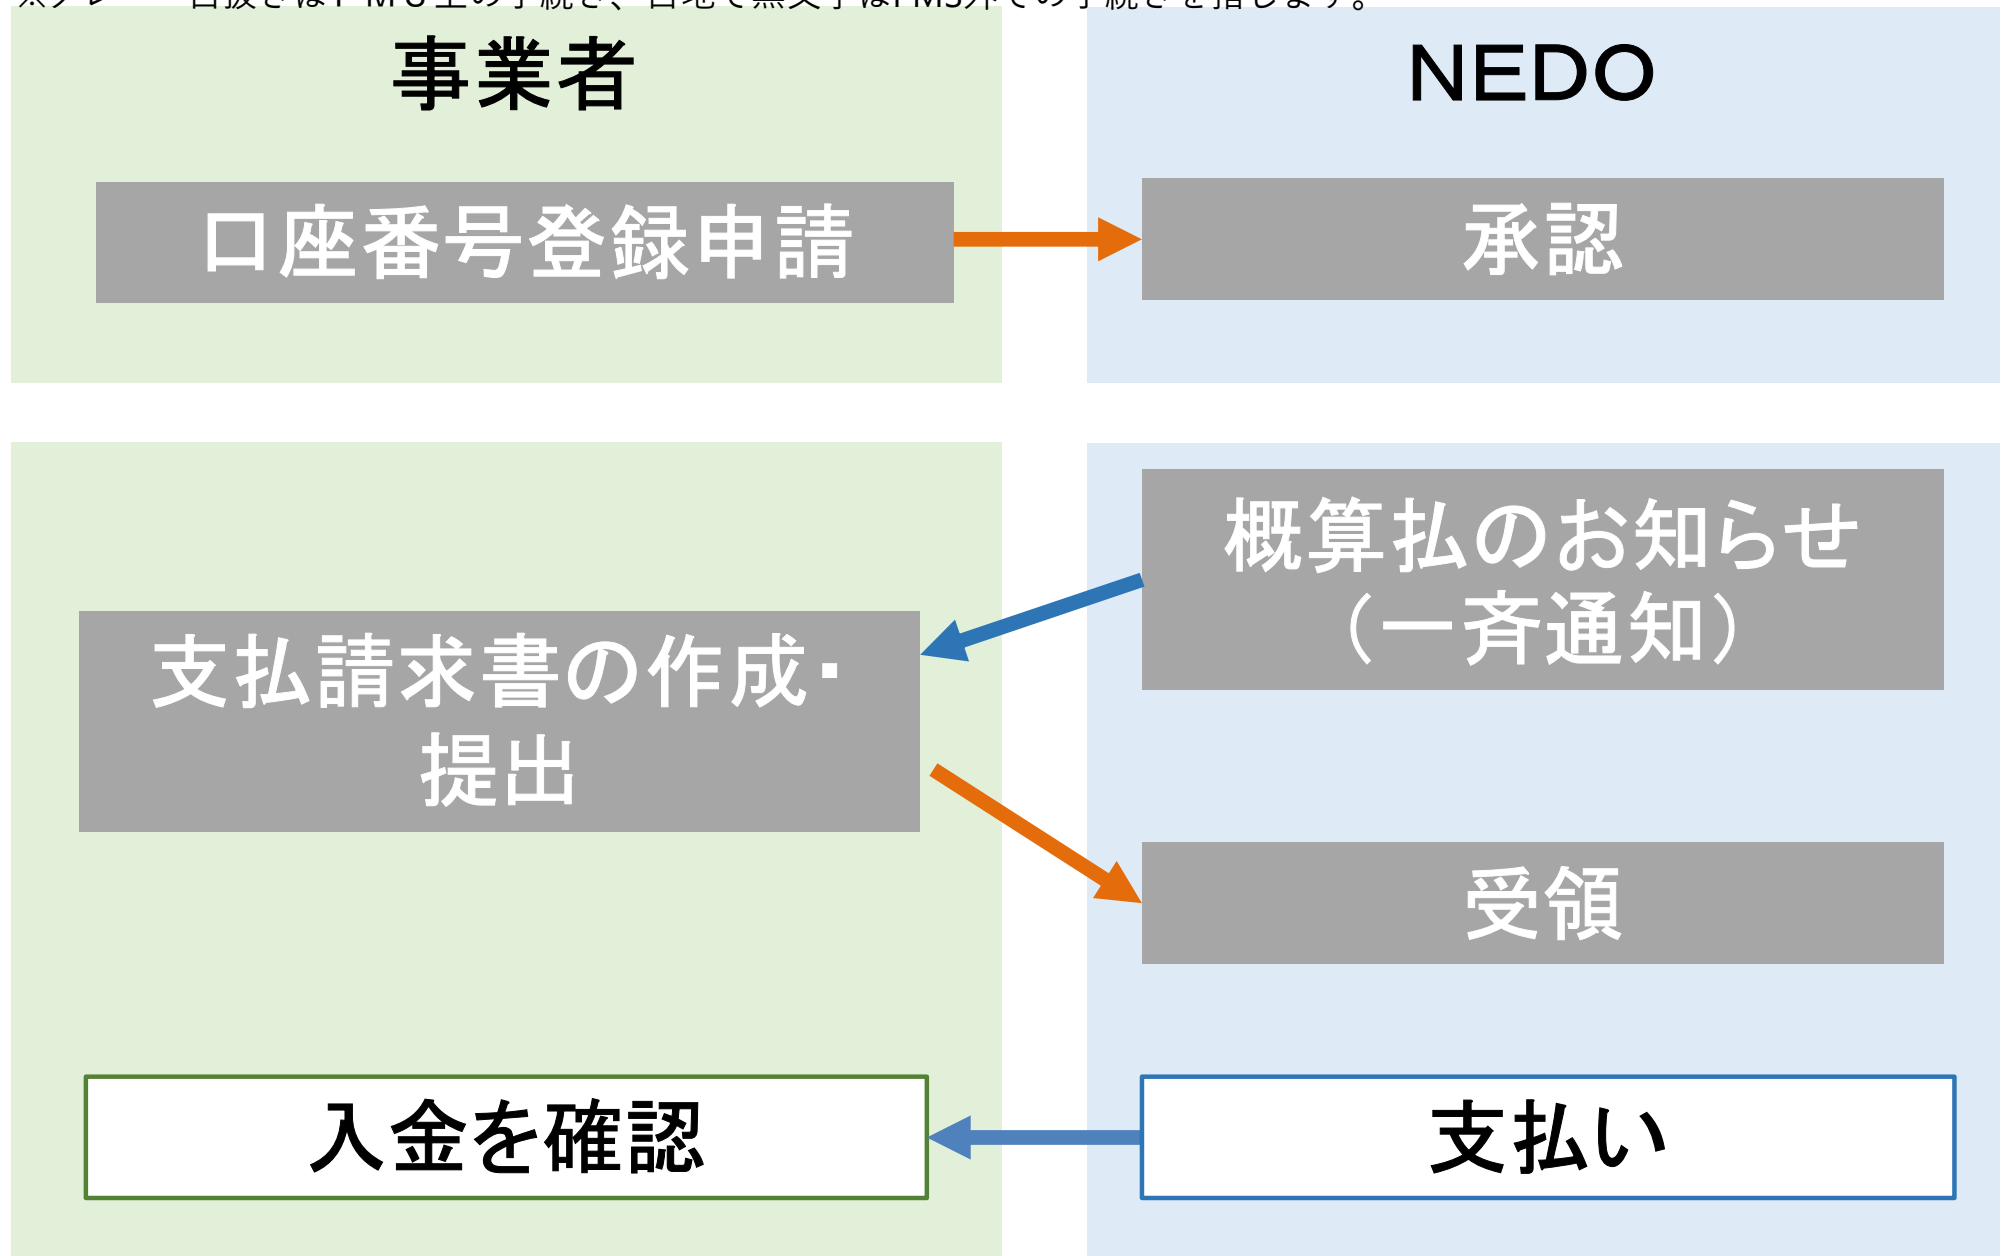 事業者
NEDO
口座番号登録申請
承認
概算払のお知らせ
（一斉通知）
支払請求書の作成・
提出
受領
入金を確認
支払い